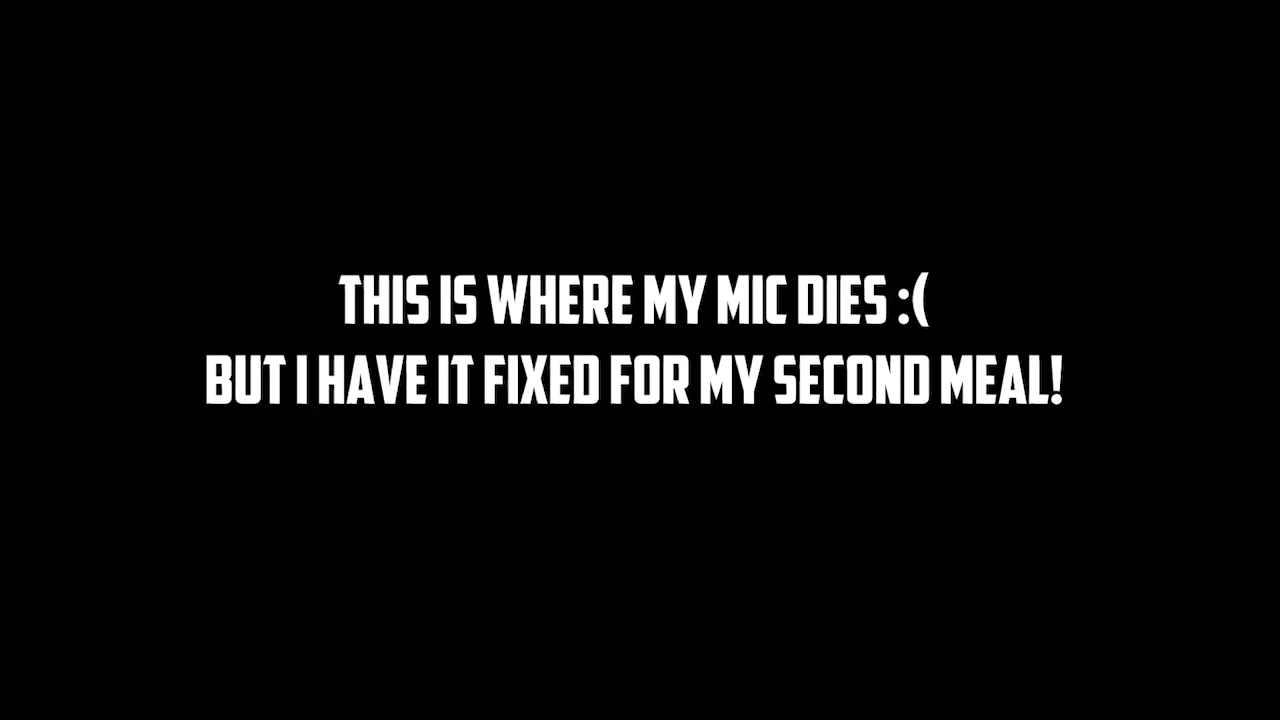 THIS IS WHERE MY MIC DIES :(
BUT I HAVE IT FIXED FOR MY SECOND MEAL!